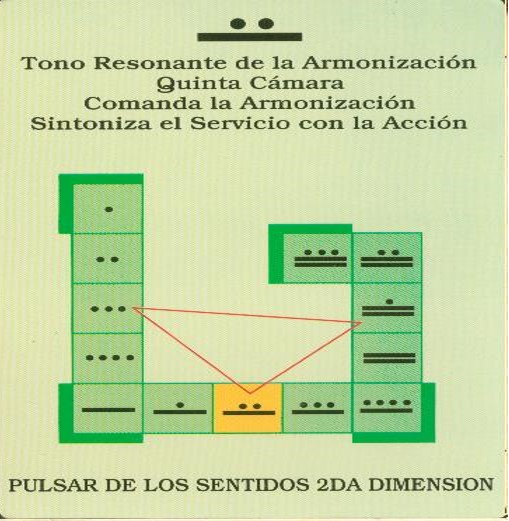 Tono Resonante de la Armonización
Quinta Cámara
Comanda la Armonización
Sintoniza el Servicio con la Acción
PULSAR DE LOS SENTIDOS 2DA DIMENSION